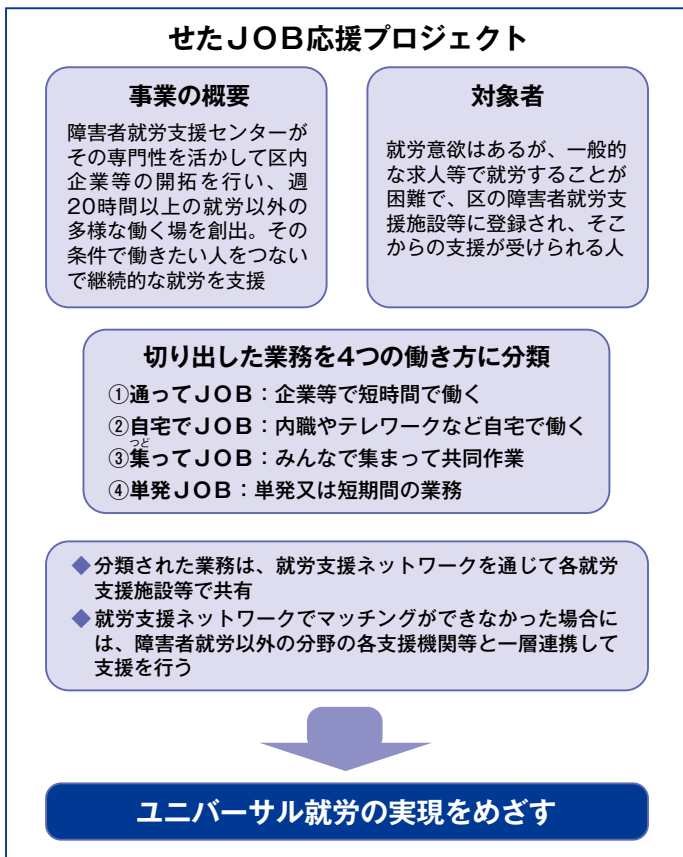 せたJOB応援プロジェクト
事業の概要
障害者就労支援センターが
その専門性を活かして区内
企業等の開拓を行い、週
20時間以上の就労以外の
多様な働く場を創出。その
条件で働きたい人をつない
で継続的な就労を支援
対象者
就労意欲はあるが、一般的
な求人等で就労することが
困難で、区の障害者就労支
援施設等に登録され、そこ
からの支援が受けられる人
切り出した業務を4つの働き方に分類
①通ってJOB：企業等で短時間で働く
②自宅でJOB：内職やテレワークなど自宅で働く
つど
③集ってJOB：みんなで集まって共同作業
④単発JOB：単発又は短期間の業務
◆分類された業務は、就労支援ネットワークを通じて各就労
支援施設等で共有
◆就労支援ネットワークでマッチングができなかった場合に
は、障害者就労以外の分野の各支援機関等と一層連携して
支援を行う
ユニバーサル就労の実現をめざす